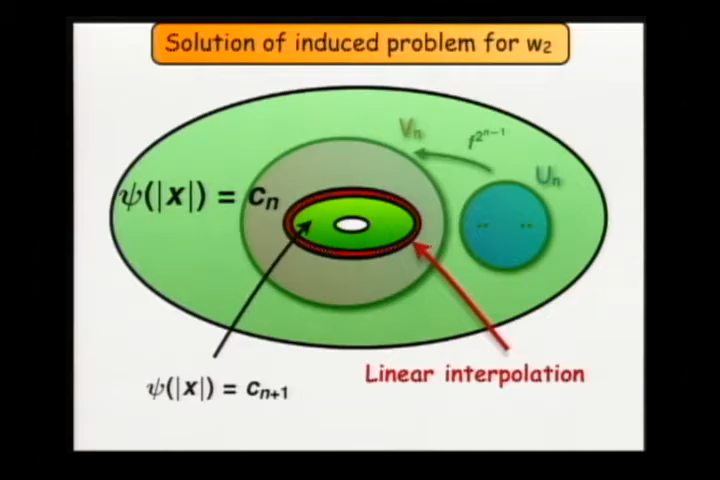 Solution of induced problem for w₂
Vₙ
f²ⁿ⁻¹
Uₙ
ψ(|x|) = cₙ
Linear interpolation
ψ(|x|) = cₙ₊₁